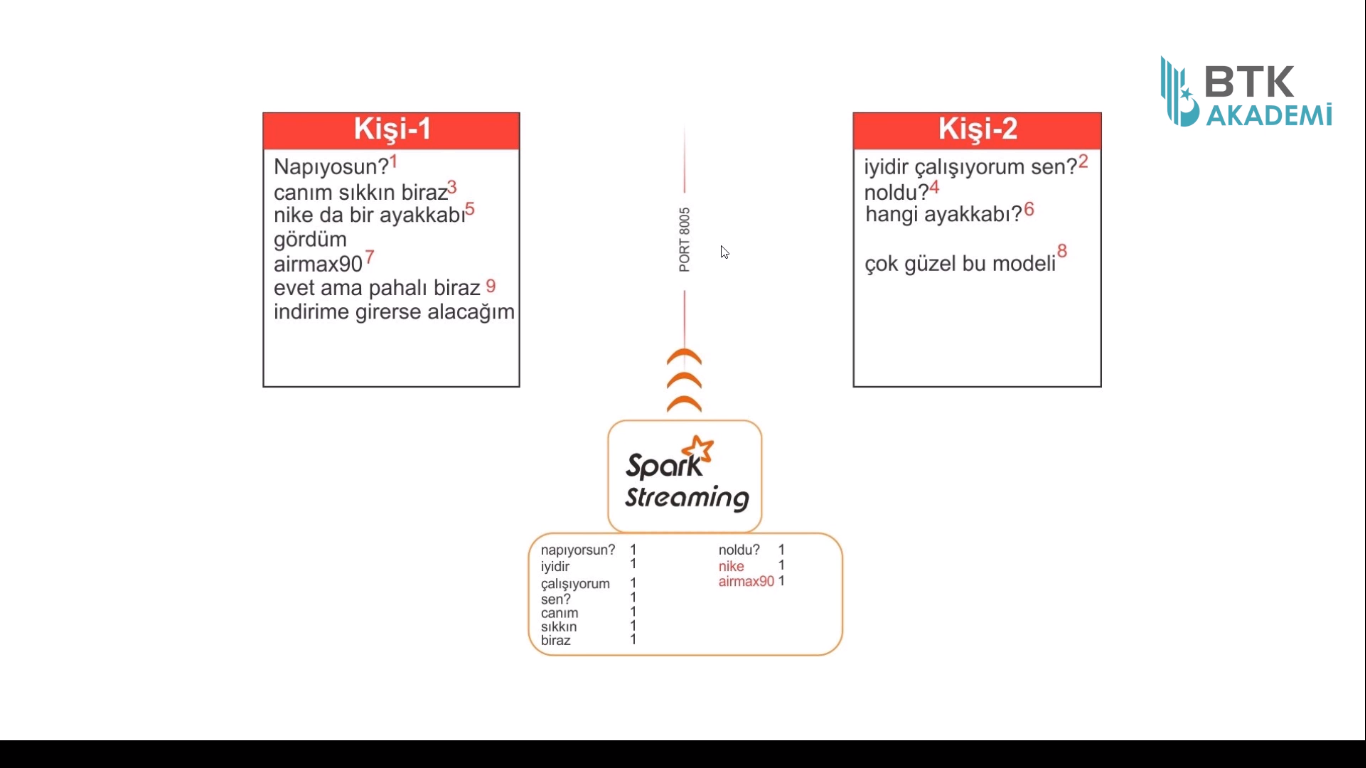 BTK
AKADEMİ
Kişi-1
Napıyosun?1
canım sıkkın biraz3
nike da bir ayakkabı5
gördüm
airmax907
evet ama pahalı biraz 9
indirime girerse alacağım
PORT 8005
Kişi-2
iyidir çalışıyorum sen?2
noldu?4
hangi ayakkabı?6
çok güzel bu modeli8
Spark
Streaming
napıyorsun? 1
iyidir 1
çalışıyorum 1
sen? 1
canım 1
sıkkın 1
biraz 1
noldu? 1
nike 1
airmax90 1